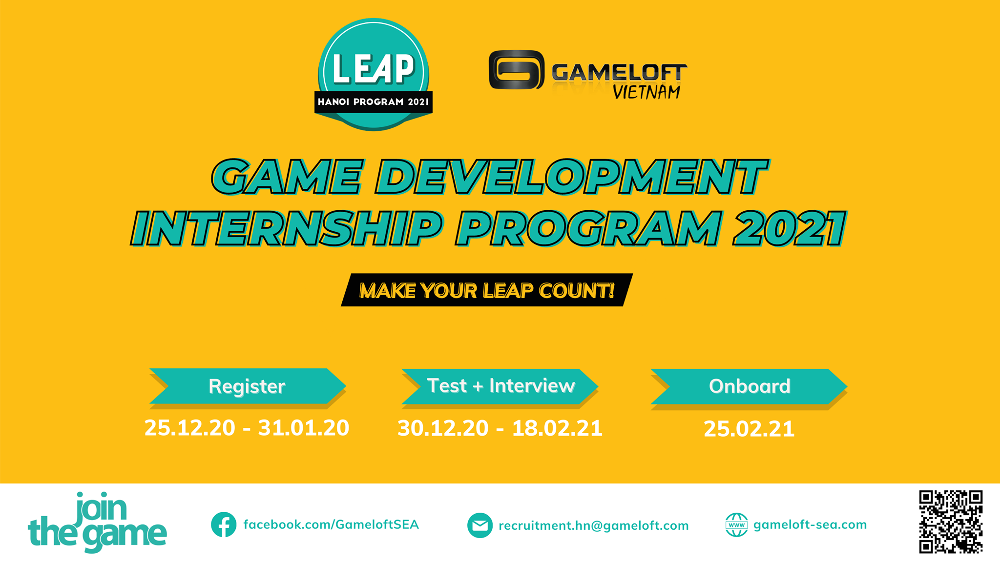 LEAP
HANOI PROGRAM 2021
GAMELOFT
VIETNAM
GAME DEVELOPMENT
INTERNSHIP PROGRAM 2021
MAKE YOUR LEAP COUNT!
Register
25.12.20 - 31.01.20
Test + Interview
30.12.20 - 18.02.21
Onboard
25.02.21
join
the game
facebook.com/GameloftSEA
recruitment.hn@gameloft.com
www
gameloft-sea.com